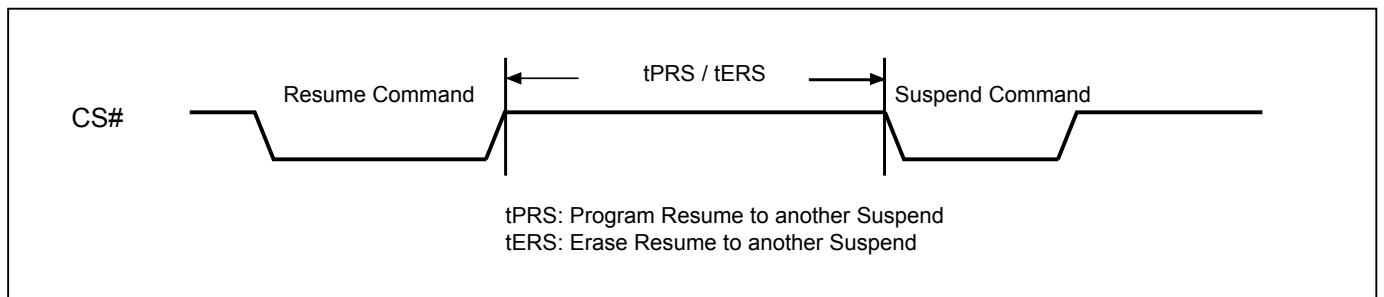 tPRS / tERS
Resume Command
Suspend Command
CS#
tPRS: Program Resume to another Suspend
tERS: Erase Resume to another Suspend